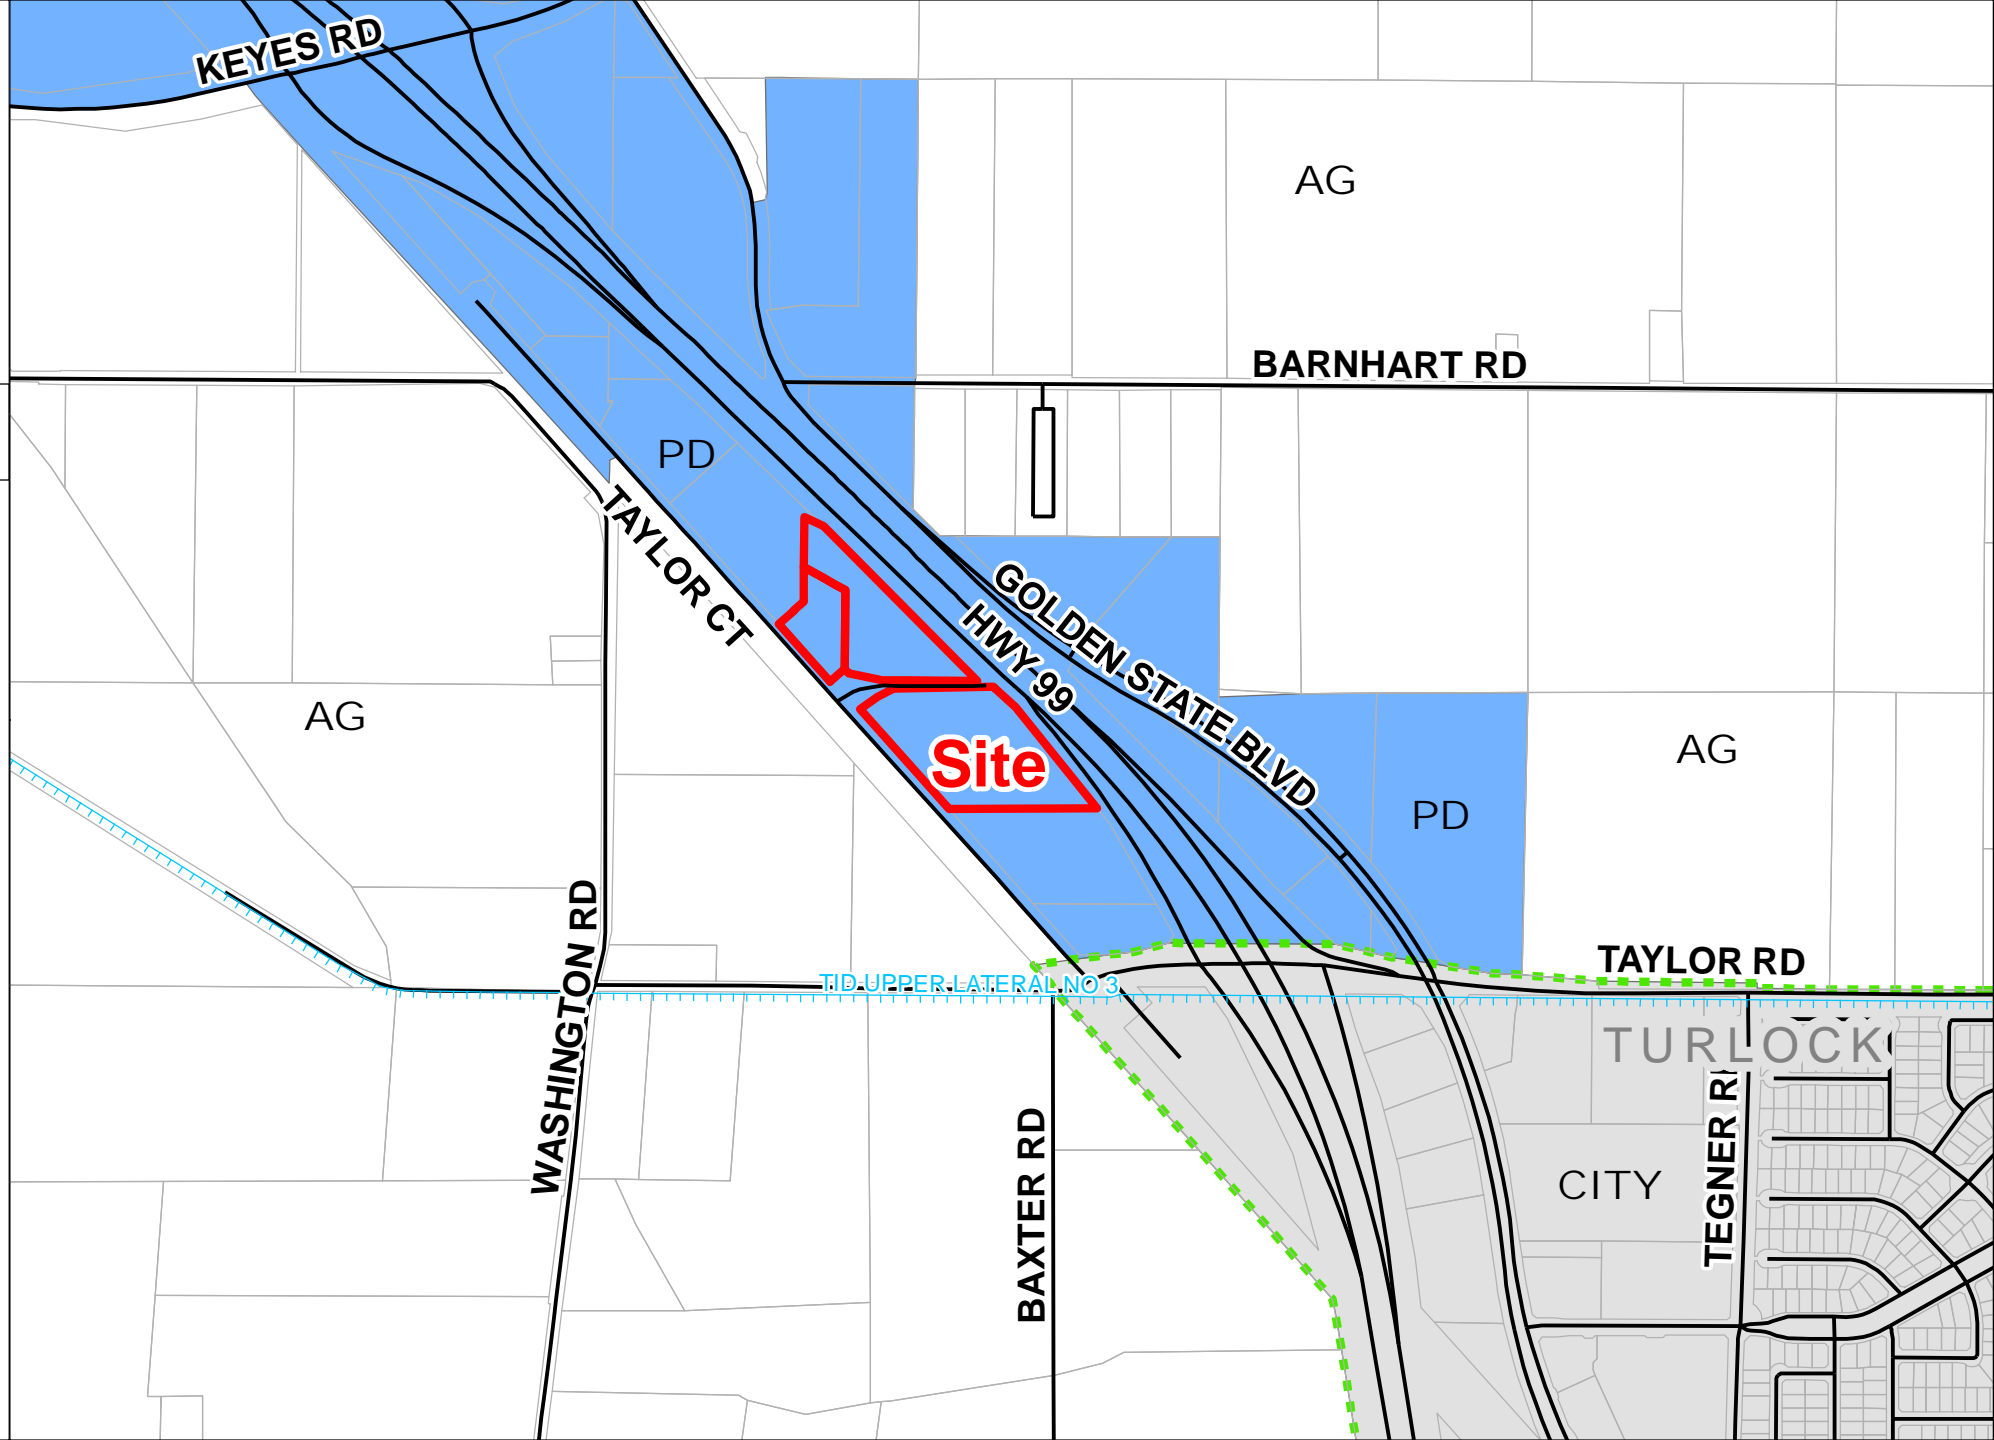 KEYES RD
AG
BARNHART RD
PD
TAYLOR CT
GOLDEN STATE BLVD
HWY 99
AG
Site
AG
PD
WASHINGTON RD
TAYLOR RD
TID UPPER LATERAL NO 3
TURLOCK
TEGNER RD
BAXTER RD
CITY